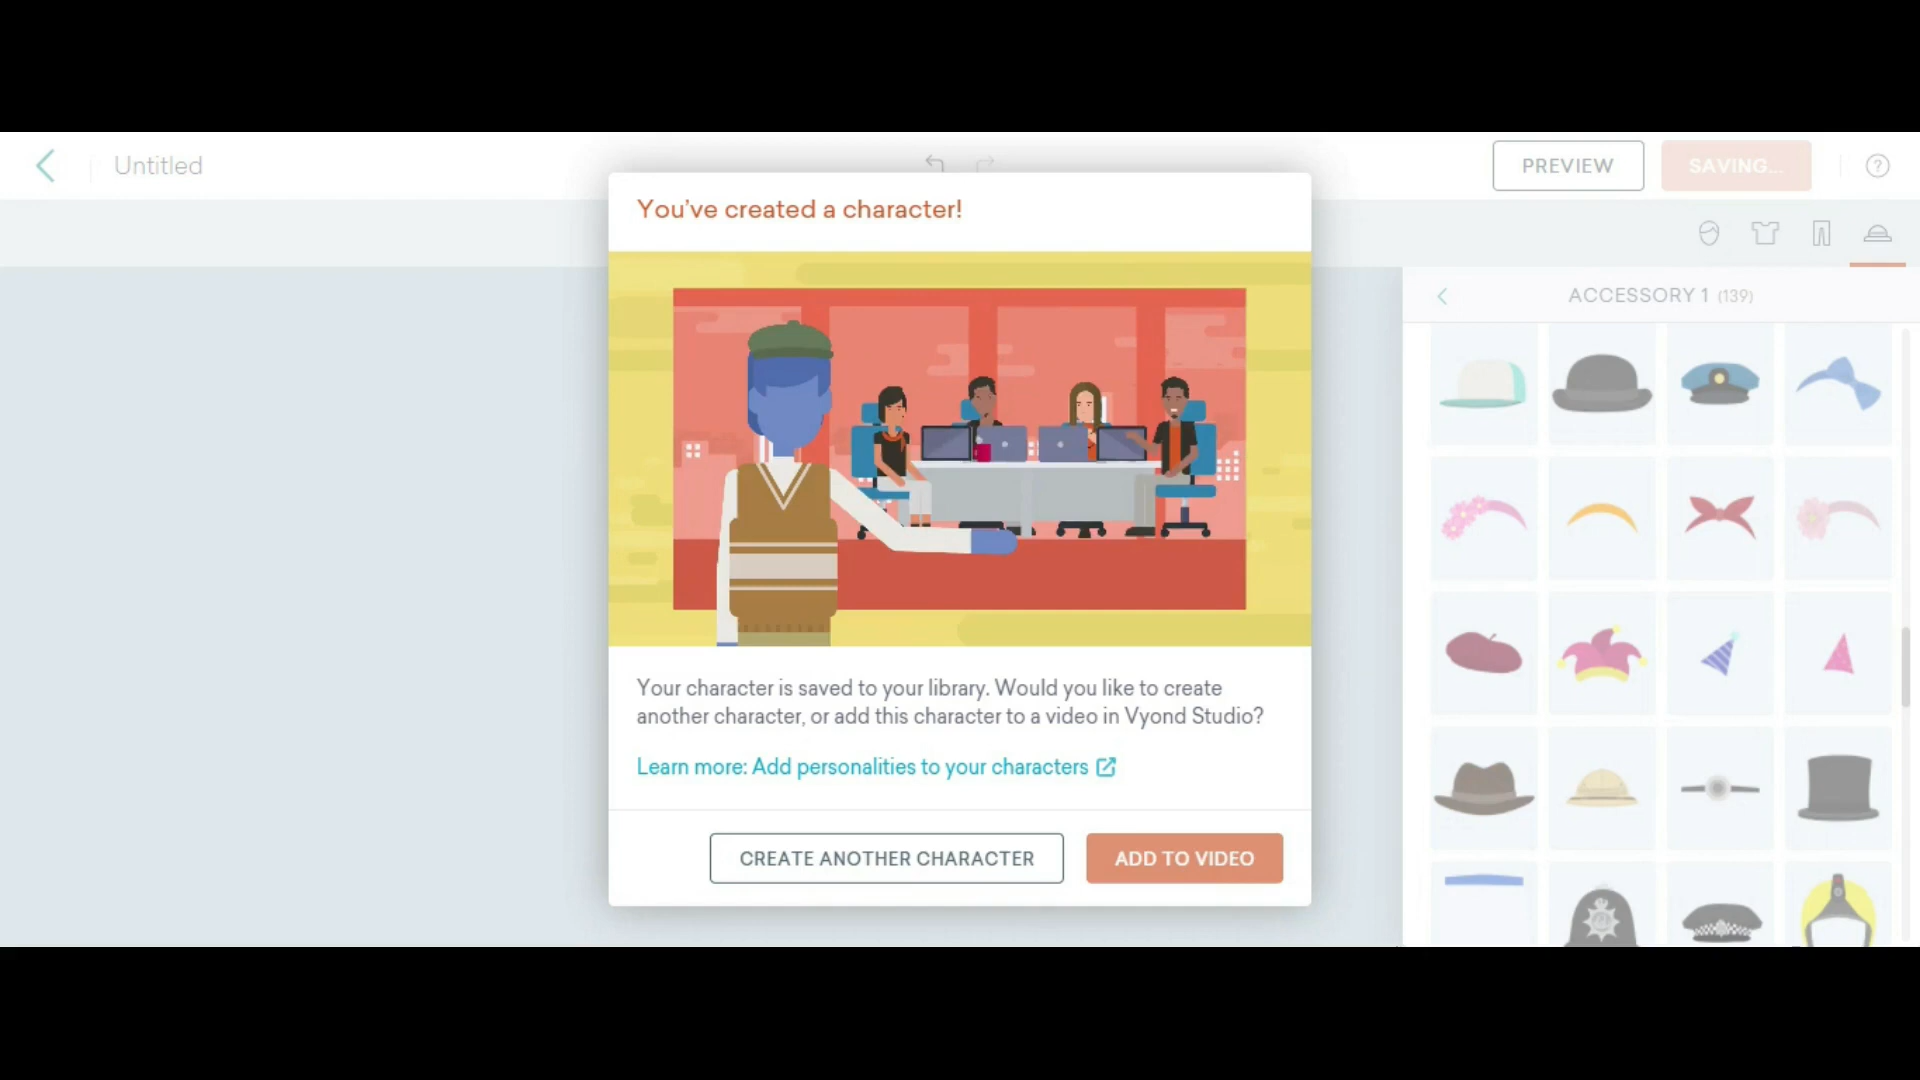 Untitled
PREVIEW
SAVING...
You've created a character!
ACCESSORY 1 (139)
Your character is saved to your library. Would you like to create
another character, or add this character to a video in Vyond Studio?
Learn more: Add personalities to your characters
CREATE ANOTHER CHARACTER
ADD TO VIDEO